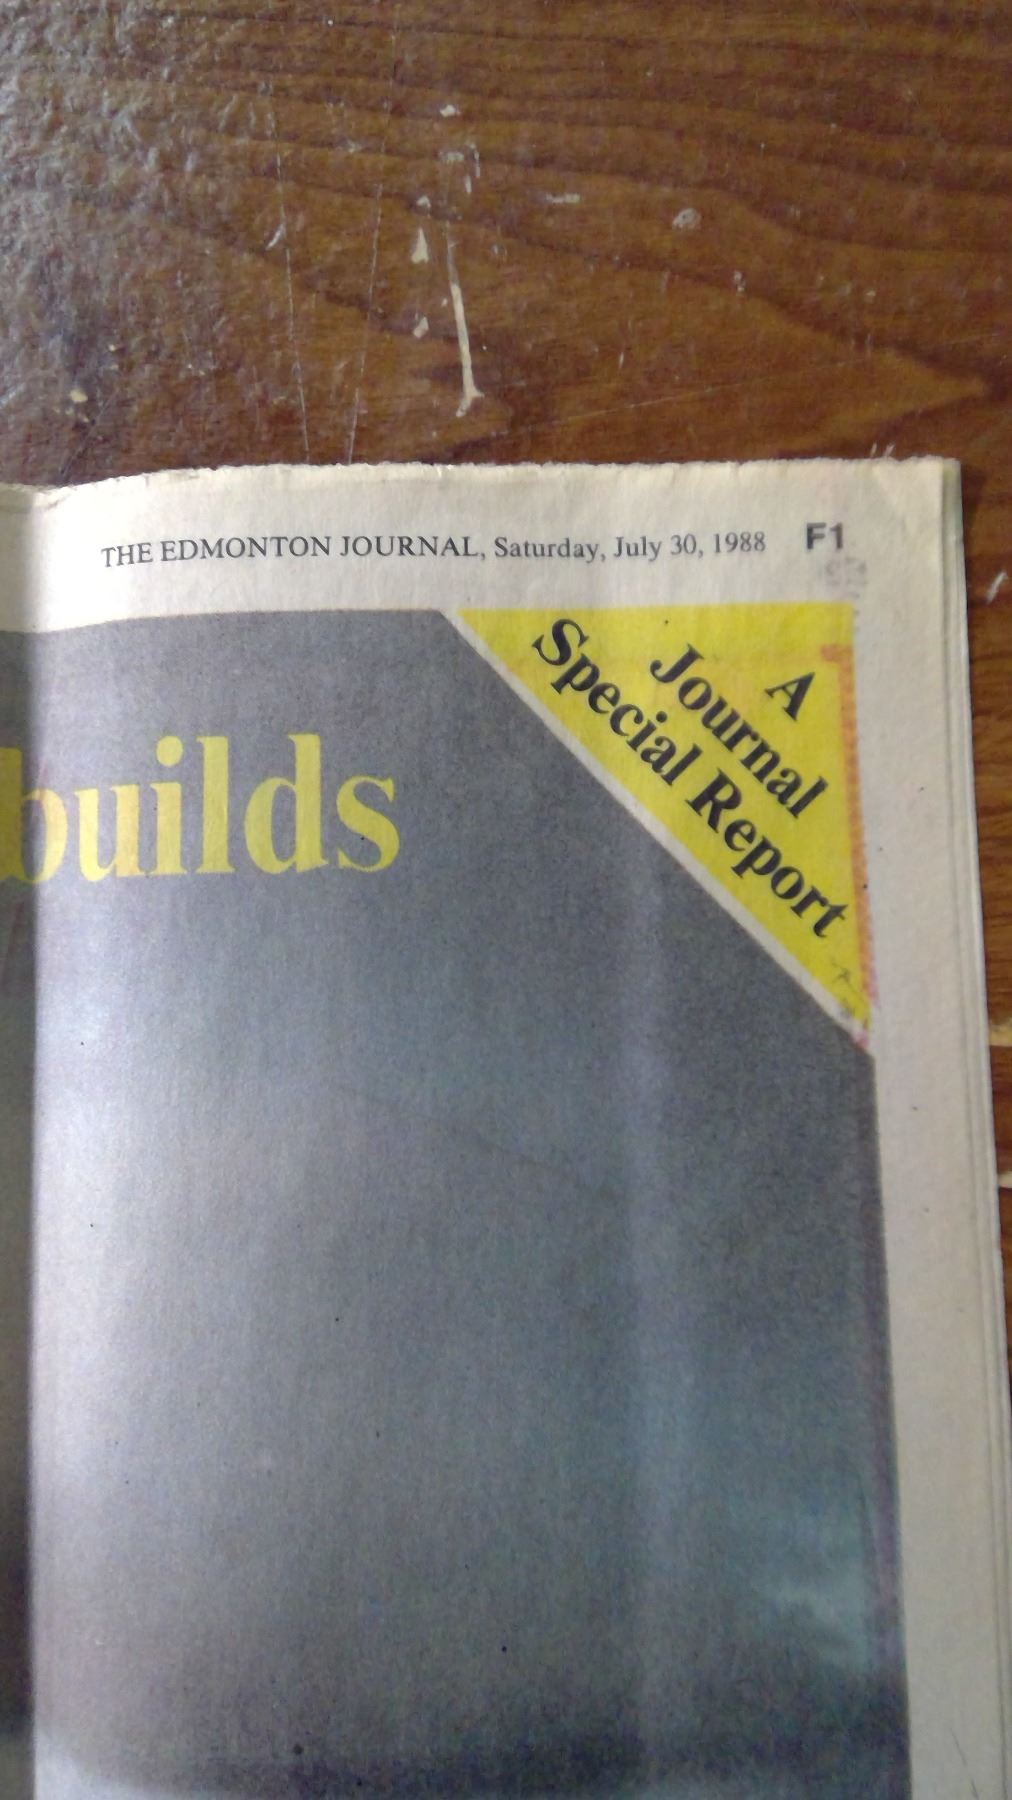 THE EDMONTON JOURNAL, Saturday, July 30, 1988 F1
A
Journal
Special Report
builds